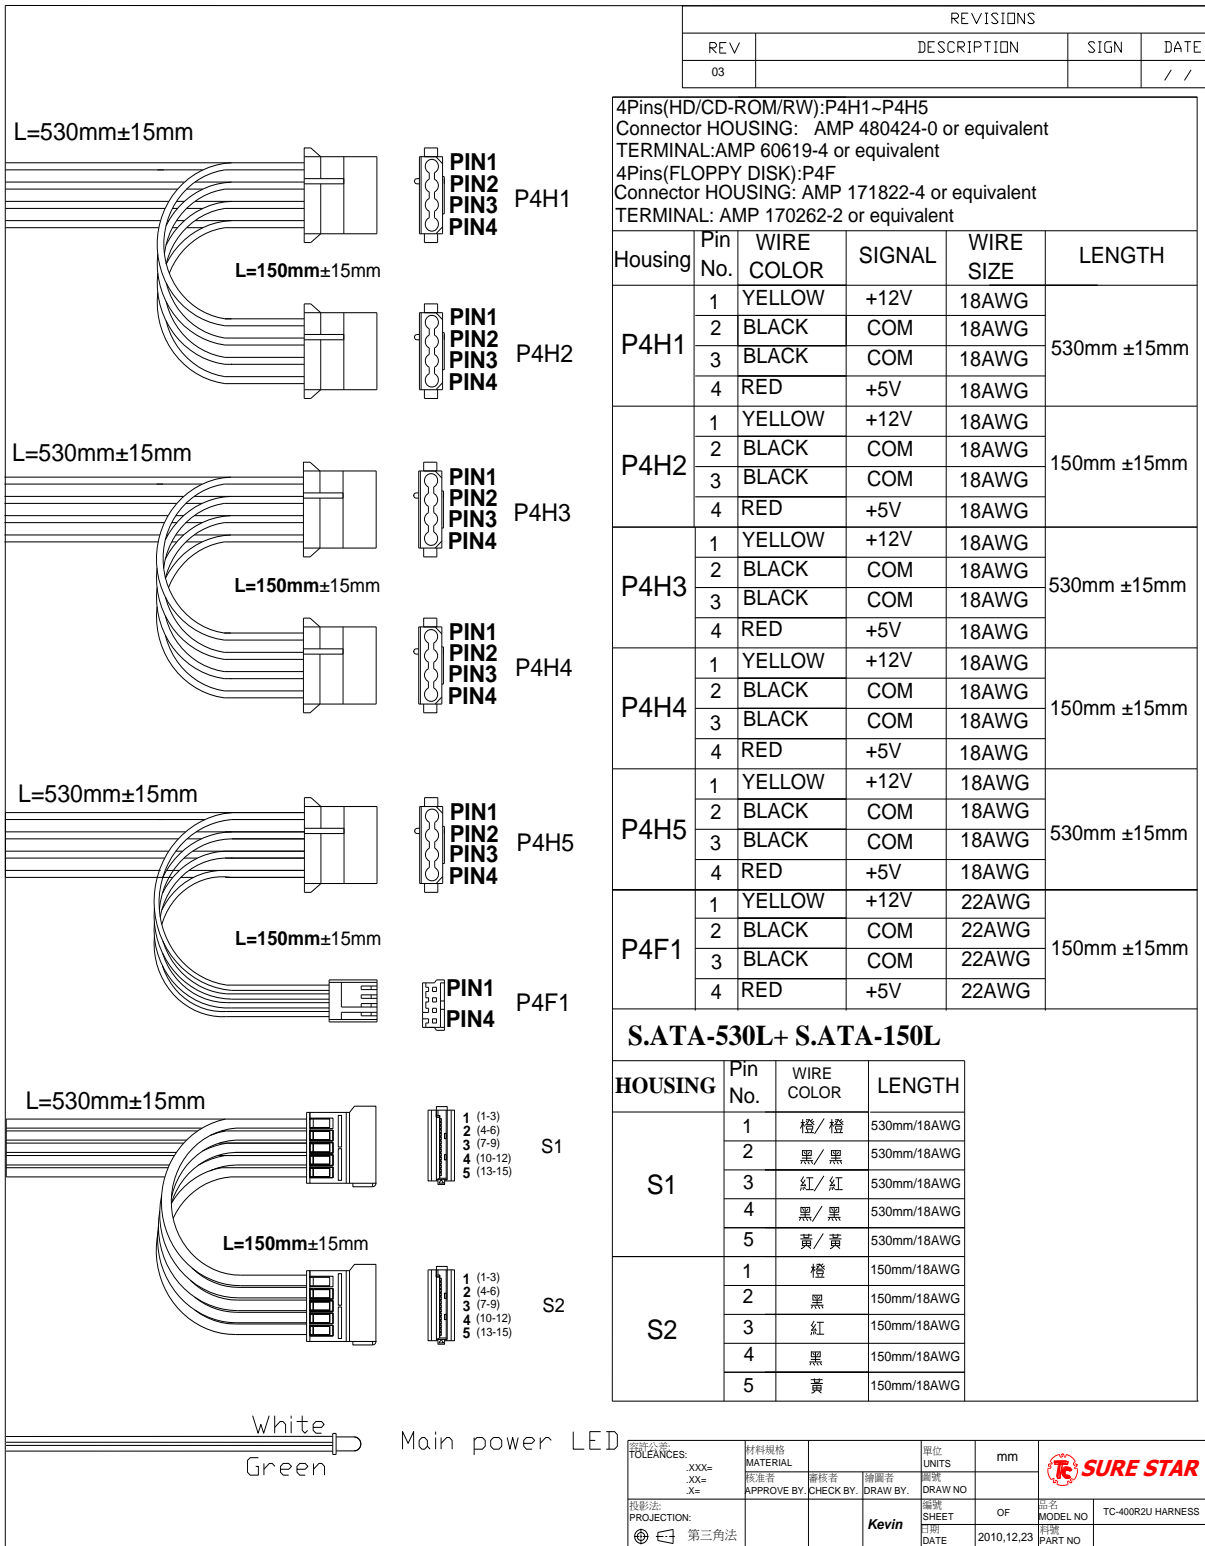 REVISIONS
REV DESCRIPTION SIGN DATE
03 / /
4Pins(HD/CD-ROM/RW):P4H1~P4H5
Connector HOUSING: AMP 480424-0 or equivalent
TERMINAL:AMP 60619-4 or equivalent
4Pins(FLOPPY DISK):P4F
Connector HOUSING: AMP 171822-4 or equivalent
TERMINAL: AMP 170262-2 or equivalent
Housing Pin No. WIRE COLOR SIGNAL WIRE SIZE LENGTH
P4H1 530mm ±15mm
1 YELLOW +12V 18AWG
2 BLACK COM 18AWG
3 BLACK COM 18AWG
4 RED +5V 18AWG
P4H2 150mm ±15mm
1 YELLOW +12V 18AWG
2 BLACK COM 18AWG
3 BLACK COM 18AWG
4 RED +5V 18AWG
P4H3 530mm ±15mm
1 YELLOW +12V 18AWG
2 BLACK COM 18AWG
3 BLACK COM 18AWG
4 RED +5V 18AWG
P4H4 150mm ±15mm
1 YELLOW +12V 18AWG
2 BLACK COM 18AWG
3 BLACK COM 18AWG
4 RED +5V 18AWG
P4H5 530mm ±15mm
1 YELLOW +12V 18AWG
2 BLACK COM 18AWG
3 BLACK COM 18AWG
4 RED +5V 18AWG
P4F1 150mm ±15mm
1 YELLOW +12V 22AWG
2 BLACK COM 22AWG
3 BLACK COM 22AWG
4 RED +5V 22AWG
S.ATA-530L+ S.ATA-150L
HOUSING Pin No. WIRE COLOR LENGTH
S1
1 橙/ 橙 530mm/18AWG
2 黑/ 黑 530mm/18AWG
3 紅/ 紅 530mm/18AWG
4 黑/ 黑 530mm/18AWG
5 黃/ 黃 530mm/18AWG
S2
1 橙 150mm/18AWG
2 黑 150mm/18AWG
3 紅 150mm/18AWG
4 黑 150mm/18AWG
5 黃 150mm/18AWG
L=530mm±15mm
PIN1
PIN2
PIN3
PIN4
P4H1
L=150mm±15mm
PIN1
PIN2
PIN3
PIN4
P4H2
L=530mm±15mm
PIN1
PIN2
PIN3
PIN4
P4H3
L=150mm±15mm
PIN1
PIN2
PIN3
PIN4
P4H4
L=530mm±15mm
PIN1
PIN2
PIN3
PIN4
P4H5
L=150mm±15mm
PIN1
PIN4
P4F1
L=530mm±15mm
1 (1-3)
2 (4-6)
3 (7-9)
4 (10-12)
5 (13-15)
S1
L=150mm±15mm
1 (1-3)
2 (4-6)
3 (7-9)
4 (10-12)
5 (13-15)
S2
White
Green
Main power LED
容許公差:
TOLEANCES:
.XXX=
.XX=
.X=
材料規格
MATERIAL
單位
UNITS
mm
核准者
APPROVE BY.
審核者
CHECK BY.
繪圖者
DRAW BY.
圖號
DRAW NO
TC SURE STAR
投影法:
PROJECTION:
第三角法
Kevin
編號
SHEET
OF
品名
MODEL NO
TC-400R2U HARNESS
日期
DATE
2010,12,23
料號
PART NO